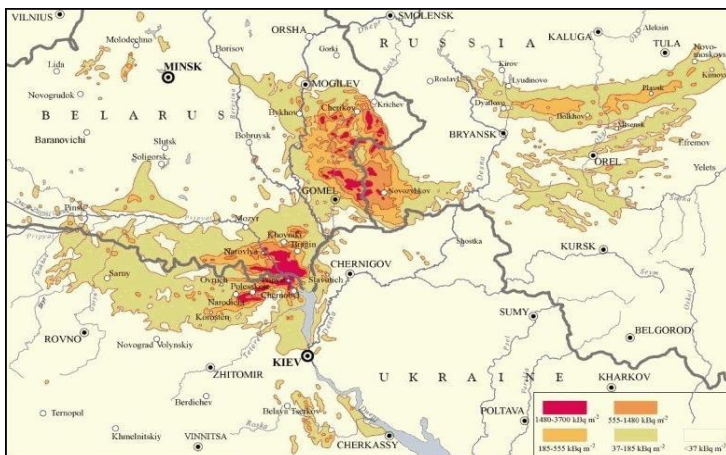 VILNIUS
SMOLENSK
ORSHA
KALUGA
Aleksin
Molodechno
Borisov
Gorki
R U S S I A
TULA
Lida
MINSK
MOGILEV
Roslavl
Kirov
Lyudinovo
Novo-
moskovsk
Kimovsk
Novogrudok
Cherikov
Krichev
Dyatkovo
Plavsk
B E L A R U S
Bykhov
Bolkhov
Mtsensk
Baranovichi
Slutsk
Bobruysk
BRYANSK
Efremov
Soligorsk
OREL
Yelets
GOMEL
Novozybkov
Pinsk
Mozyr
Khoyniki
Bragin
Narovlya
Shostka
KURSK
CHERNIGOV
Sarny
Ovruch
Slavutich
Polesskoe
Chernobyl
Narodichi
Korosten
SUMY
ROVNO
Novograd Volynskiy
BELGOROD
KIEV
ZHITOMIR
U K R A I N E
KHARKOV
Berdichev
Belaya Tserkov
Ternopol
Khmelnitskiy
VINNITSA
CHERKASSY
POLTAVA
1480-3700 kBq m-2
555-1480 kBq m-2
185-555 kBq m-2
37-185 kBq m-2
<37 kBq m-2